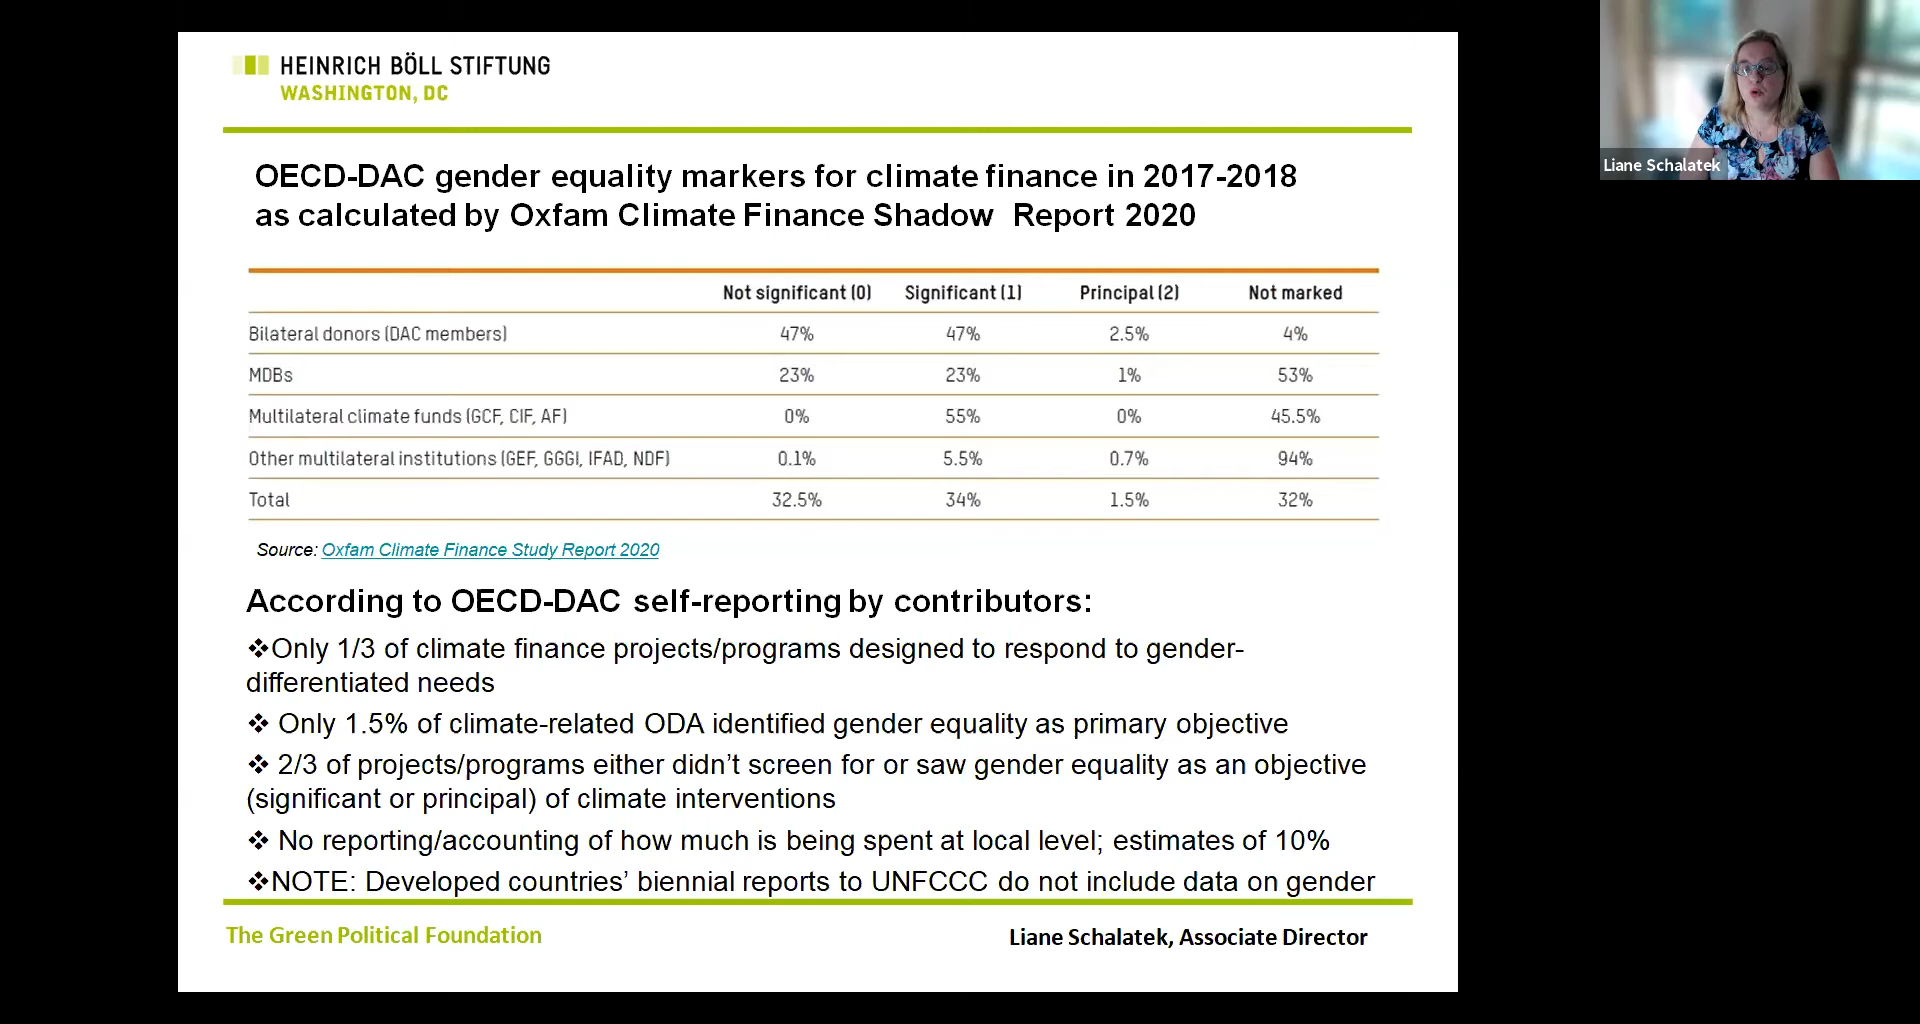 HEINRICH BÖLL STIFTUNG
WASHINGTON, DC
Liane Schalatek
OECD-DAC gender equality markers for climate finance in 2017-2018
as calculated by Oxfam Climate Finance Shadow Report 2020
Not significant (0) Significant (1) Principal (2) Not marked
Bilateral donors (DAC members) 47% 47% 2.5% 4%
MDBs 23% 23% 1% 53%
Multilateral climate funds (GCF, CIF, AF) 0% 55% 0% 45.5%
Other multilateral institutions (GEF, GGGI, IFAD, NDF) 0.1% 5.5% 0.7% 94%
Total 32.5% 34% 1.5% 32%
Source: Oxfam Climate Finance Study Report 2020
According to OECD-DAC self-reporting by contributors:
❖Only 1/3 of climate finance projects/programs designed to respond to gender-
differentiated needs
❖ Only 1.5% of climate-related ODA identified gender equality as primary objective
❖ 2/3 of projects/programs either didn’t screen for or saw gender equality as an objective
(significant or principal) of climate interventions
❖ No reporting/accounting of how much is being spent at local level; estimates of 10%
❖NOTE: Developed countries’ biennial reports to UNFCCC do not include data on gender
The Green Political Foundation
Liane Schalatek, Associate Director